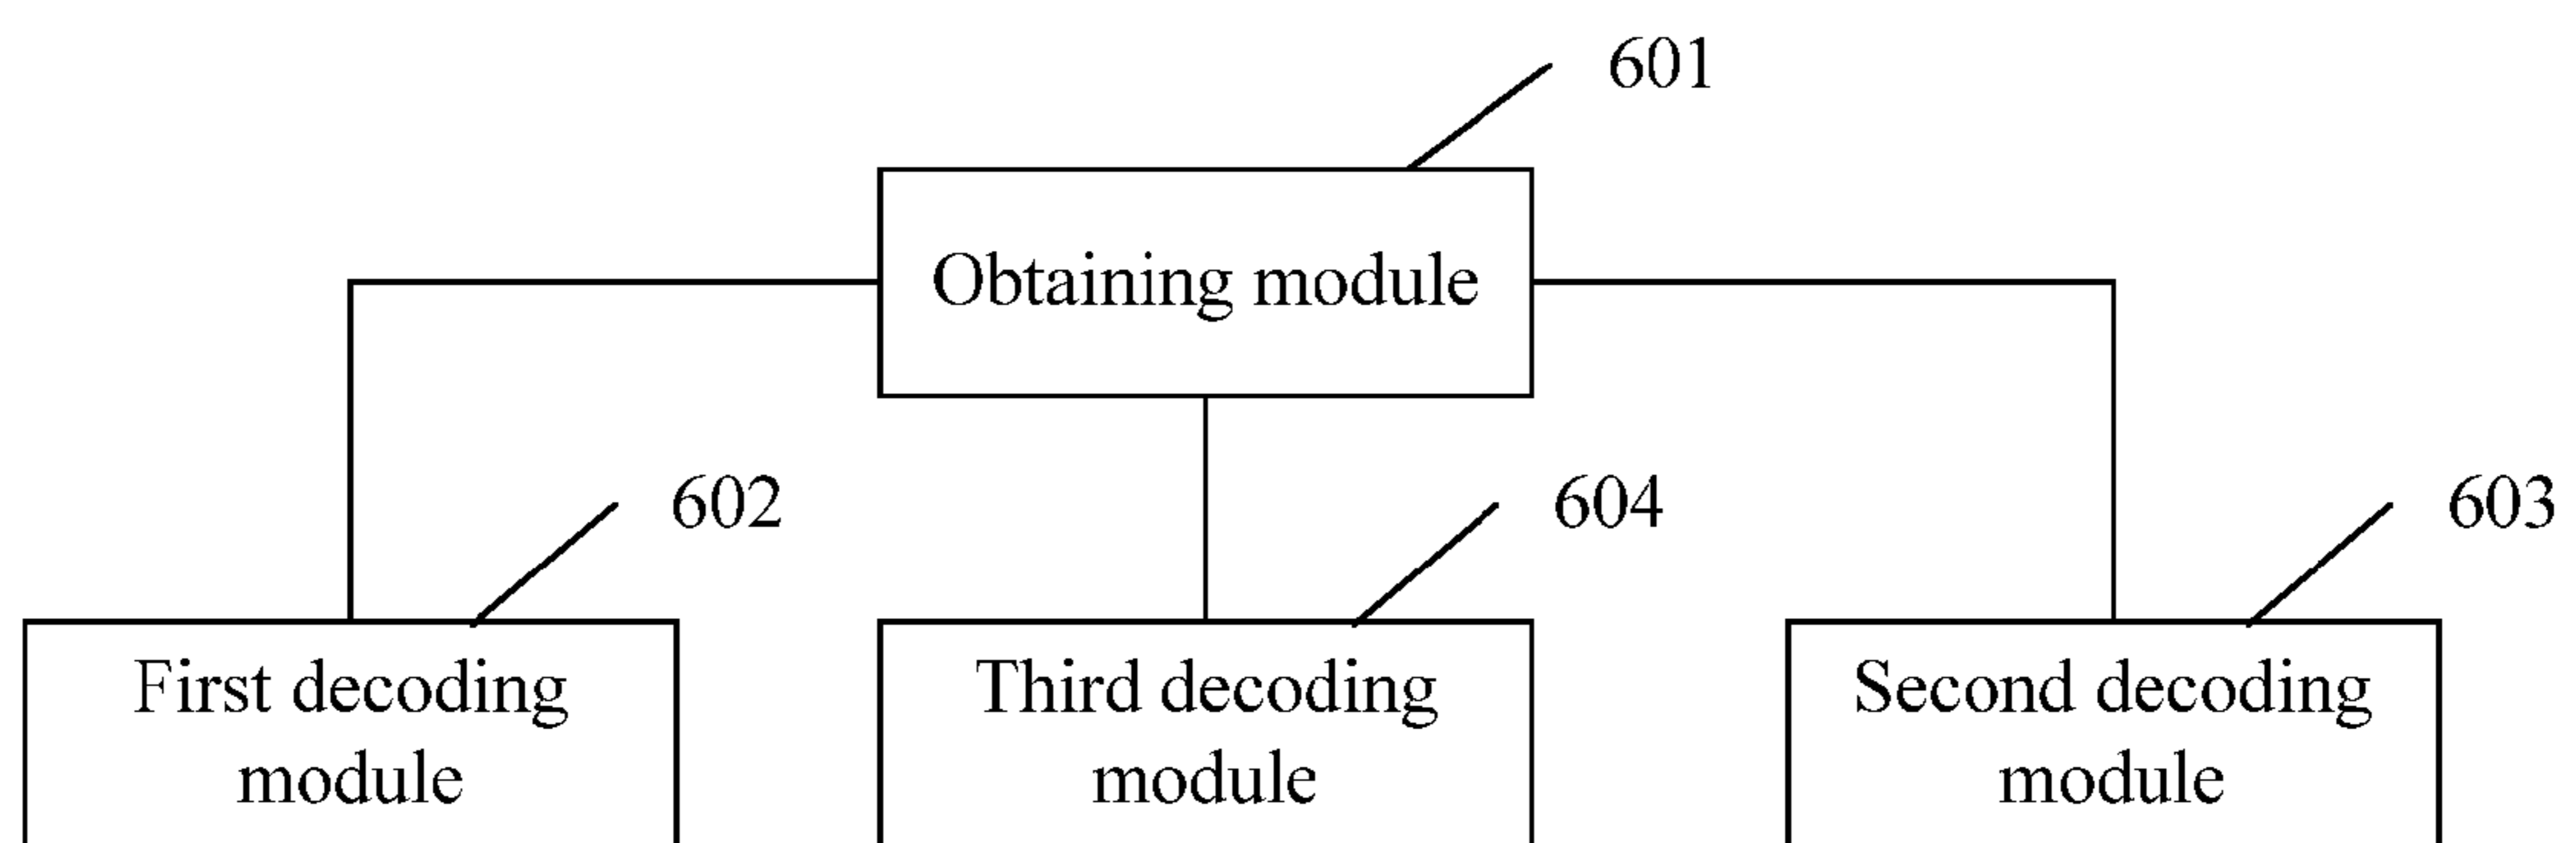 601
Obtaining module
602
604
603
First decoding
module
Third decoding
module
Second decoding
module